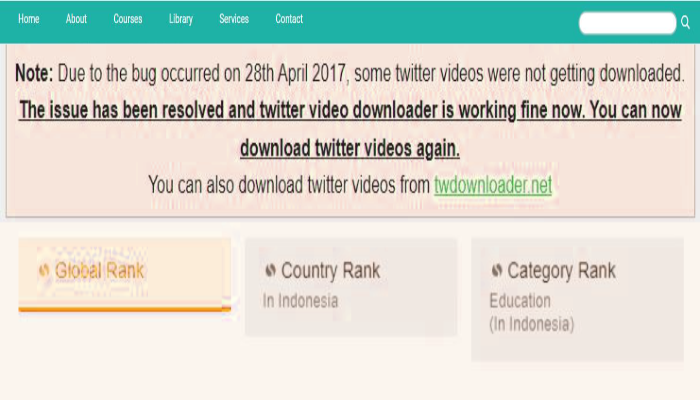 Home About Courses Library Services Contact
Note: Due to the bug occurred on 28th April 2017, some twitter videos were not getting downloaded.
The issue has been resolved and twitter video downloader is working fine now. You can now
download twitter videos again.
You can also download twitter videos from twdownloader.net
Global Rank
Country Rank
In Indonesia
Category Rank
Education
(In Indonesia)